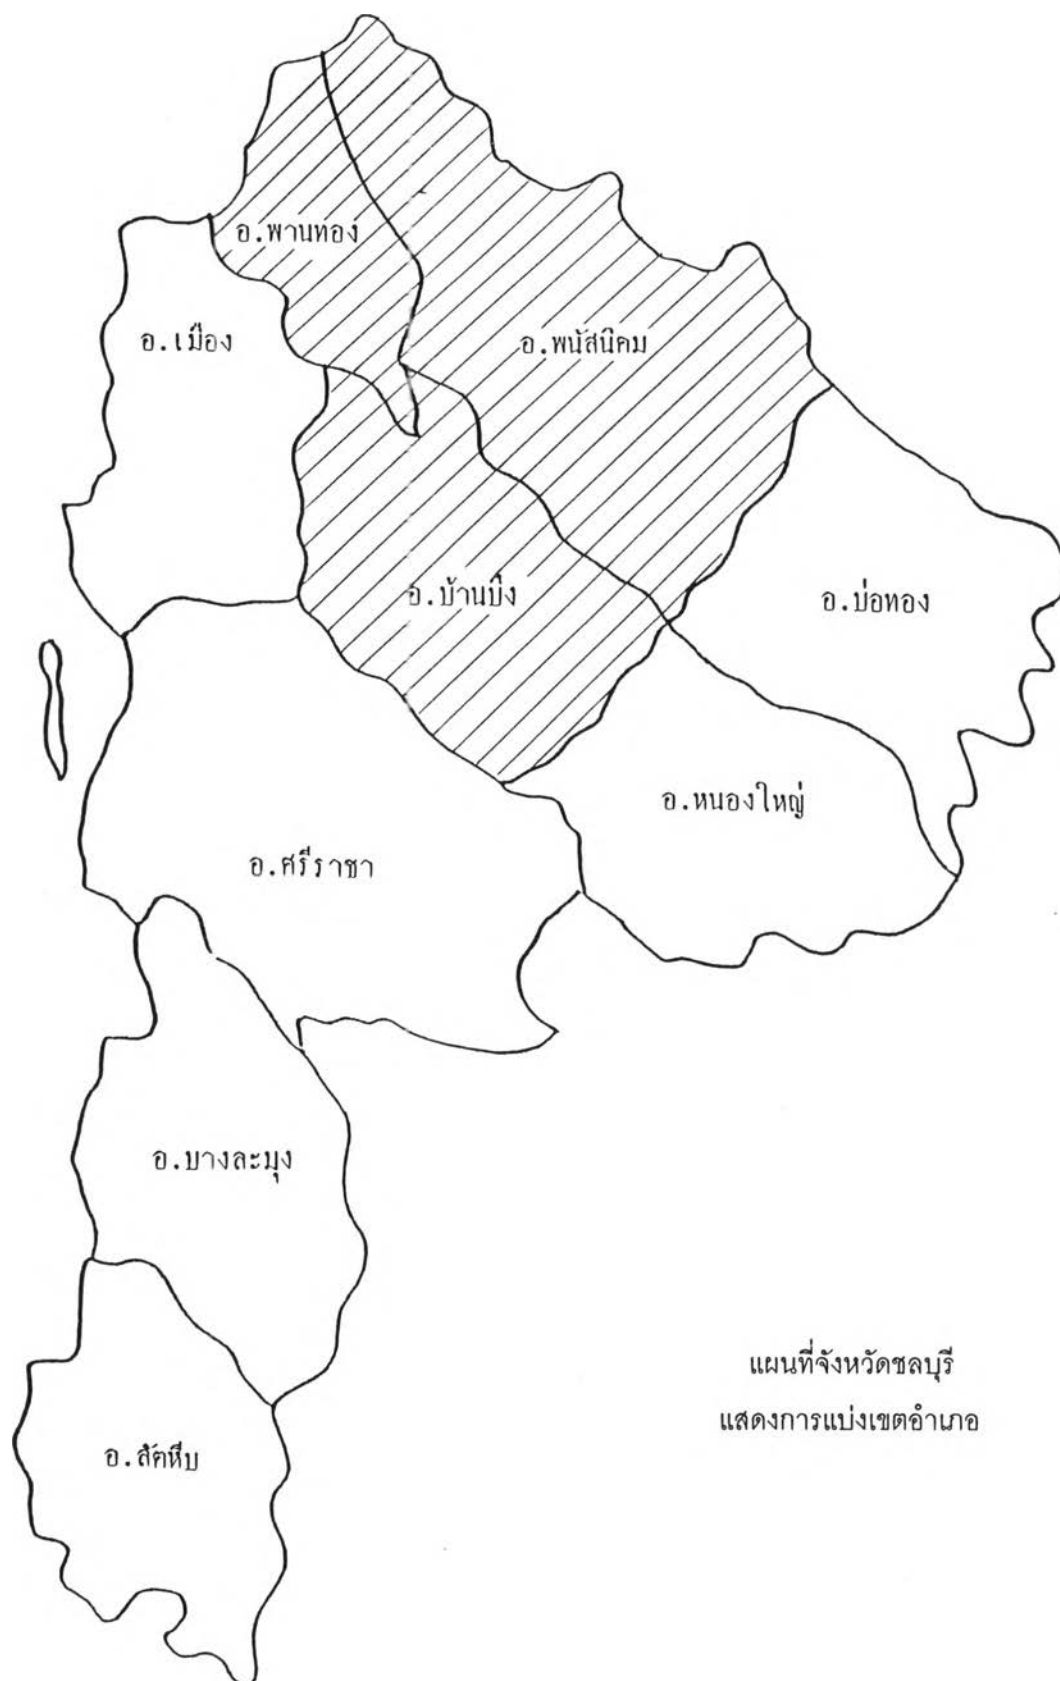 อ.พานทอง
อ.เมือง
อ.พนัสนิคม
อ.บ้านบึง
อ.บ่อทอง
อ.หนองใหญ่
อ.ศรีราชา
อ.บางละมุง
แผนที่จังหวัดชลบุรี
แสดงการแบ่งเขตอำเภอ
อ.สัตหีบ